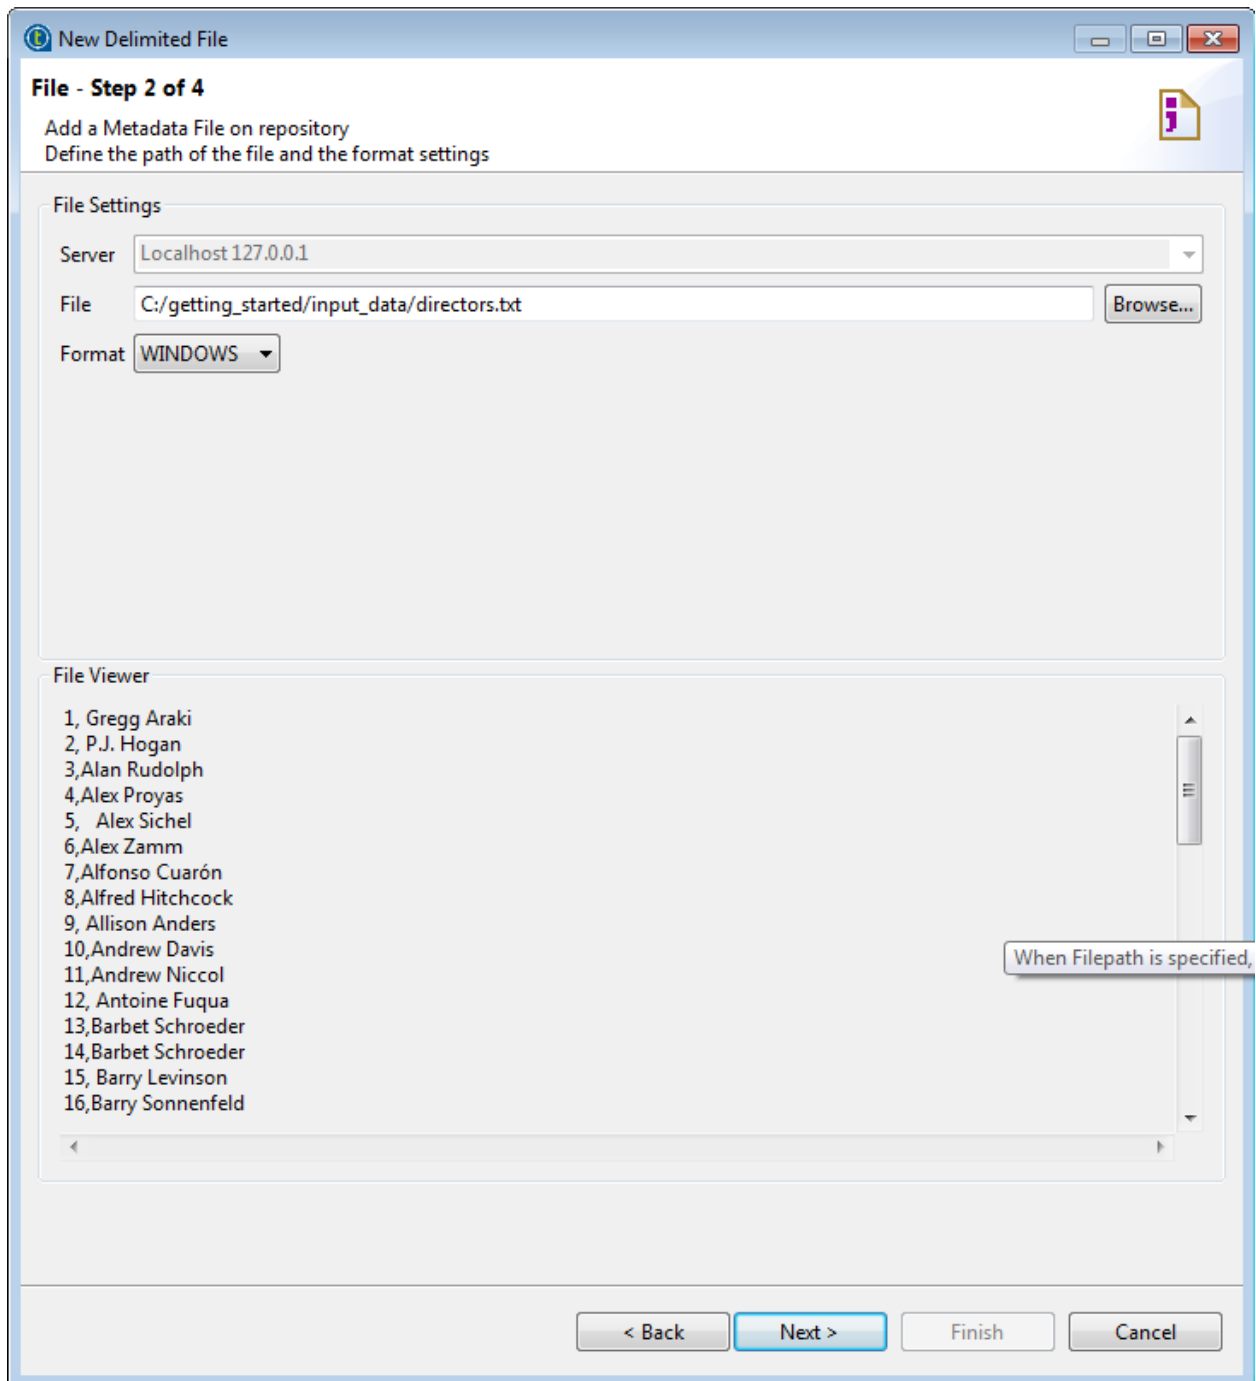 New Delimited File
File - Step 2 of 4
Add a Metadata File on repository
Define the path of the file and the format settings
File Settings
Server Localhost 127.0.0.1
File C:/getting_started/input_data/directors.txt Browse...
Format WINDOWS
File Viewer
1, Gregg Araki
2, P.J. Hogan
3,Alan Rudolph
4,Alex Proyas
5,   Alex Sichel
6,Alex Zamm
7,Alfonso Cuarón
8,Alfred Hitchcock
9, Allison Anders
10,Andrew Davis
When Filepath is specified,
11,Andrew Niccol
12, Antoine Fuqua
13,Barbet Schroeder
14,Barbet Schroeder
15, Barry Levinson
16,Barry Sonnenfeld
< Back Next > Finish Cancel